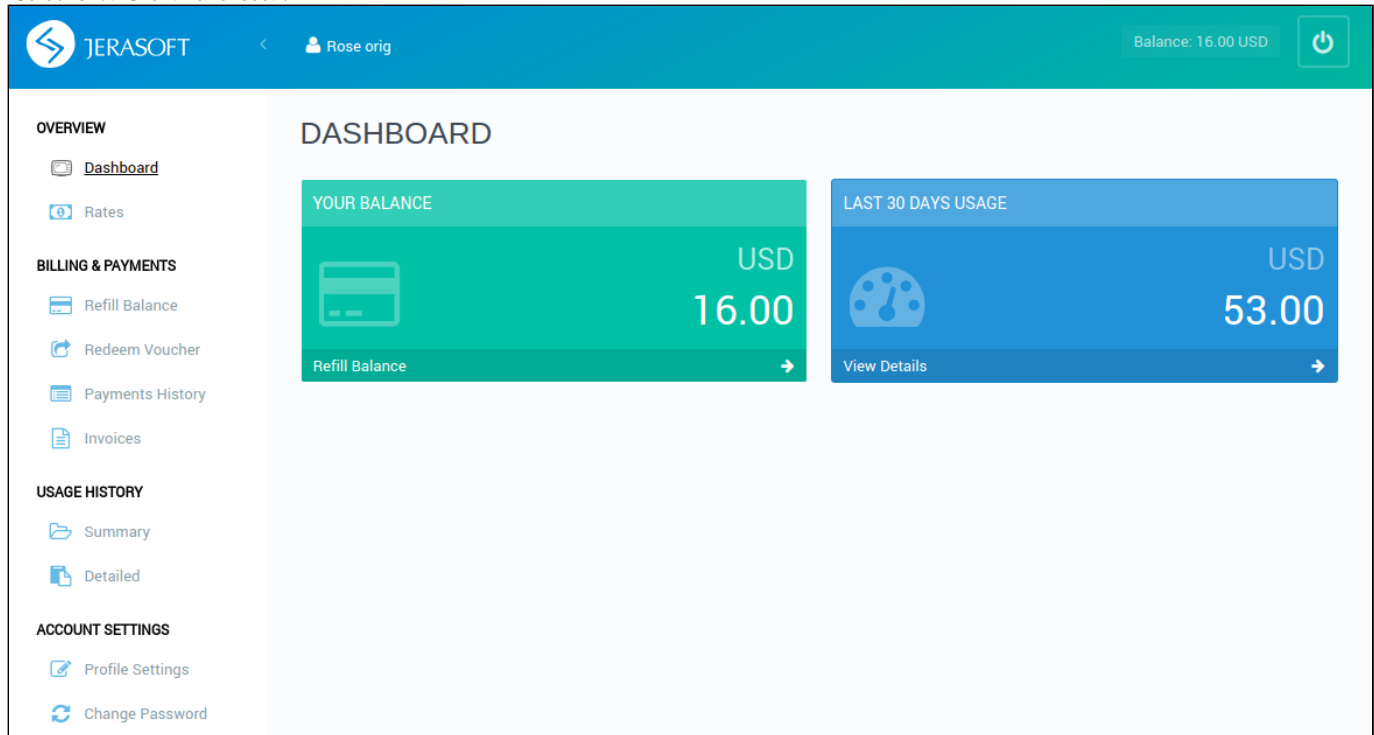 JERASOFT
Rose orig
Balance: 16.00 USD
OVERVIEW
Dashboard
Rates
BILLING & PAYMENTS
Refill Balance
Redeem Voucher
Payments History
Invoices
USAGE HISTORY
Summary
Detailed
ACCOUNT SETTINGS
Profile Settings
Change Password
DASHBOARD
YOUR BALANCE
USD
16.00
Refill Balance
LAST 30 DAYS USAGE
USD
53.00
View Details